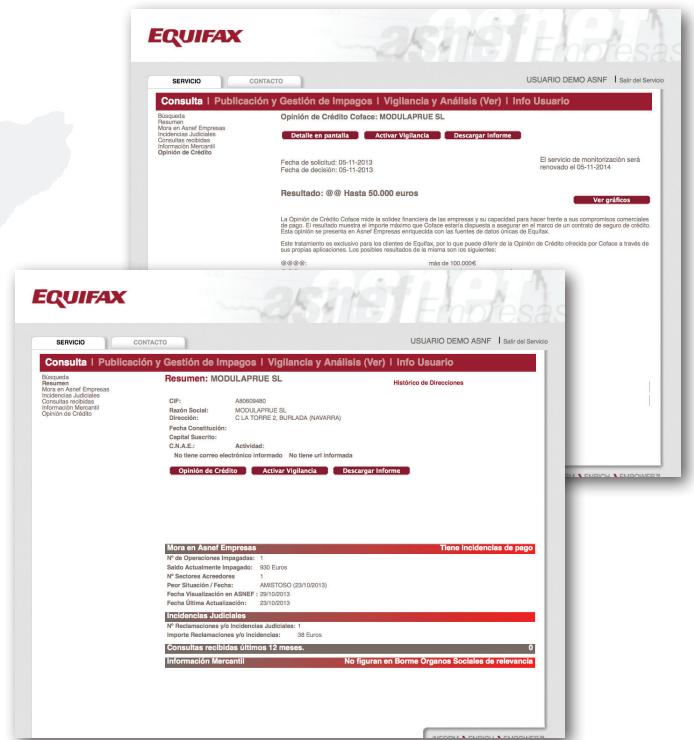 EQUIFAX
asnefnet
Empresas
SERVICIO
CONTACTO
USUARIO DEMO ASNF | Salir del Servicio
Consulta | Publicación y Gestión de Impagos | Vigilancia y Análisis (Ver) | Info Usuario
Búsqueda
Resumen
Mora en Asnef Empresas
Incidencias Judiciales
Consultas recibidas
Información Mercantil
Opinión de Crédito
Opinión de Crédito Coface: MODULAPRUE SL
Detalle en pantalla
Activar Vigilancia
Descargar Informe
Fecha de solicitud: 05-11-2013
Fecha de decisión: 05-11-2013
El servicio de monitorización será
renovado el 05-11-2014
Resultado: @@ Hasta 50.000 euros
Ver gráficos
La Opinión de Crédito Coface mide la solidez financiera de las empresas y su capacidad para hacer frente a sus compromisos comerciales
de pago. El resultado muestra el importe máximo que Coface estaría dispuesta a asegurar en el marco de un contrato de seguro de crédito.
Esta opinión se presenta en Asnef Empresas enriquecida con las fuentes de datos únicas de Equifax.
Este tratamiento es exclusivo para los clientes de Equifax, por lo que puede diferir de la Opinión de Crédito ofrecida por Coface a través de
sus propias aplicaciones. Los posibles resultados de la misma son los siguientes:
@@@@: más de 100.000€
EQUIFAX
asnefnet
Empresas
SERVICIO
CONTACTO
USUARIO DEMO ASNF | Salir del Servicio
Consulta | Publicación y Gestión de Impagos | Vigilancia y Análisis (Ver) | Info Usuario
Búsqueda
Resumen
Mora en Asnef Empresas
Incidencias Judiciales
Consultas recibidas
Información Mercantil
Opinión de Crédito
Resumen: MODULAPRUE SL
Histórico de Direcciones
CIF: A80609480
Razón Social: MODULAPRUE SL
Dirección: C LA TORRE 2, BURLADA (NAVARRA)
Fecha Constitución:
Capital Suscrito:
C.N.A.E.: Actividad:
No tiene correo electrónico informado No tiene url informada
Opinión de Crédito
Activar Vigilancia
Descargar Informe
Mora en Asnef Empresas Tiene incidencias de pago
Nº de Operaciones Impagadas: 1
Saldo Actualmente Impagado: 930 Euros
Nº Sectores Acreedores 1
Peor Situación / Fecha: AMISTOSO (23/10/2013)
Fecha Visualización en ASNEF : 29/10/2013
Fecha Última Actualización: 23/10/2013
Incidencias Judiciales
Nº Reclamaciones y/o Incidencias Judiciales: 1
Importe Reclamaciones y/o incidencias: 38 Euros
Consultas recibidas últimos 12 meses. 0
Información Mercantil No figuran en Borme Organos Sociales de relevancia
INFORM ENRICH EMPOWER